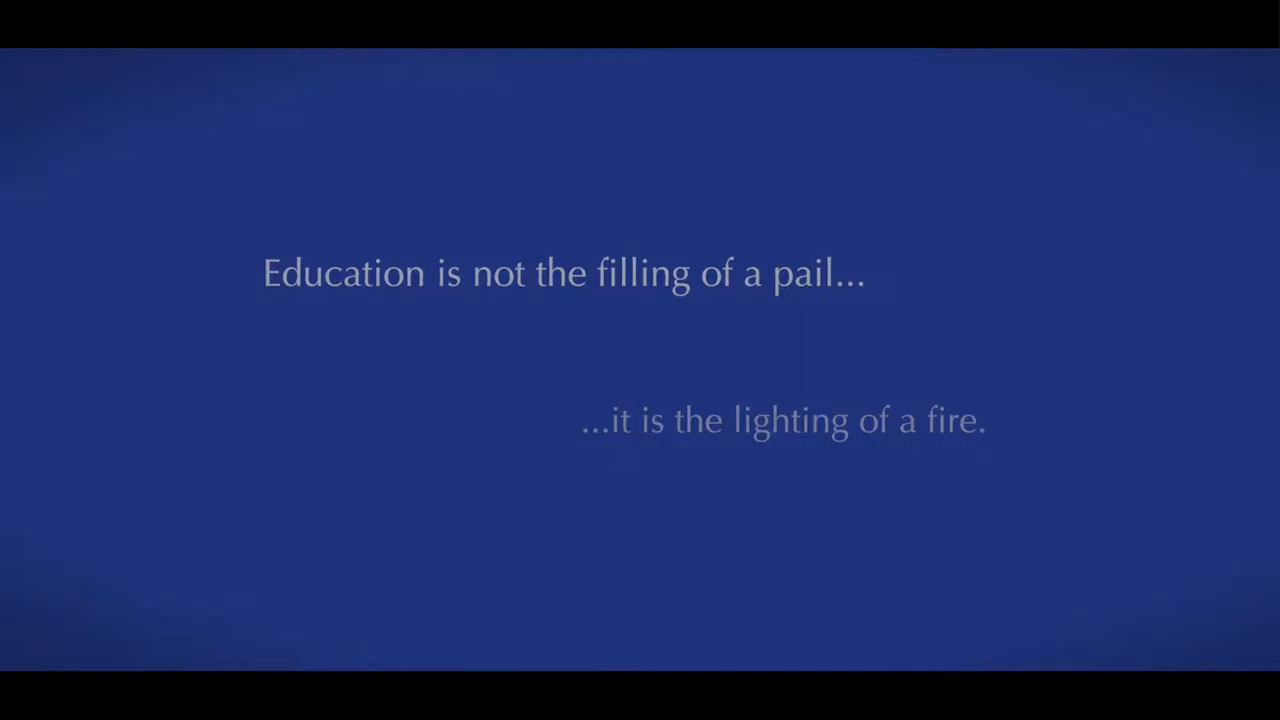 Education is not the filling of a pail...
...it is the lighting of a fire.